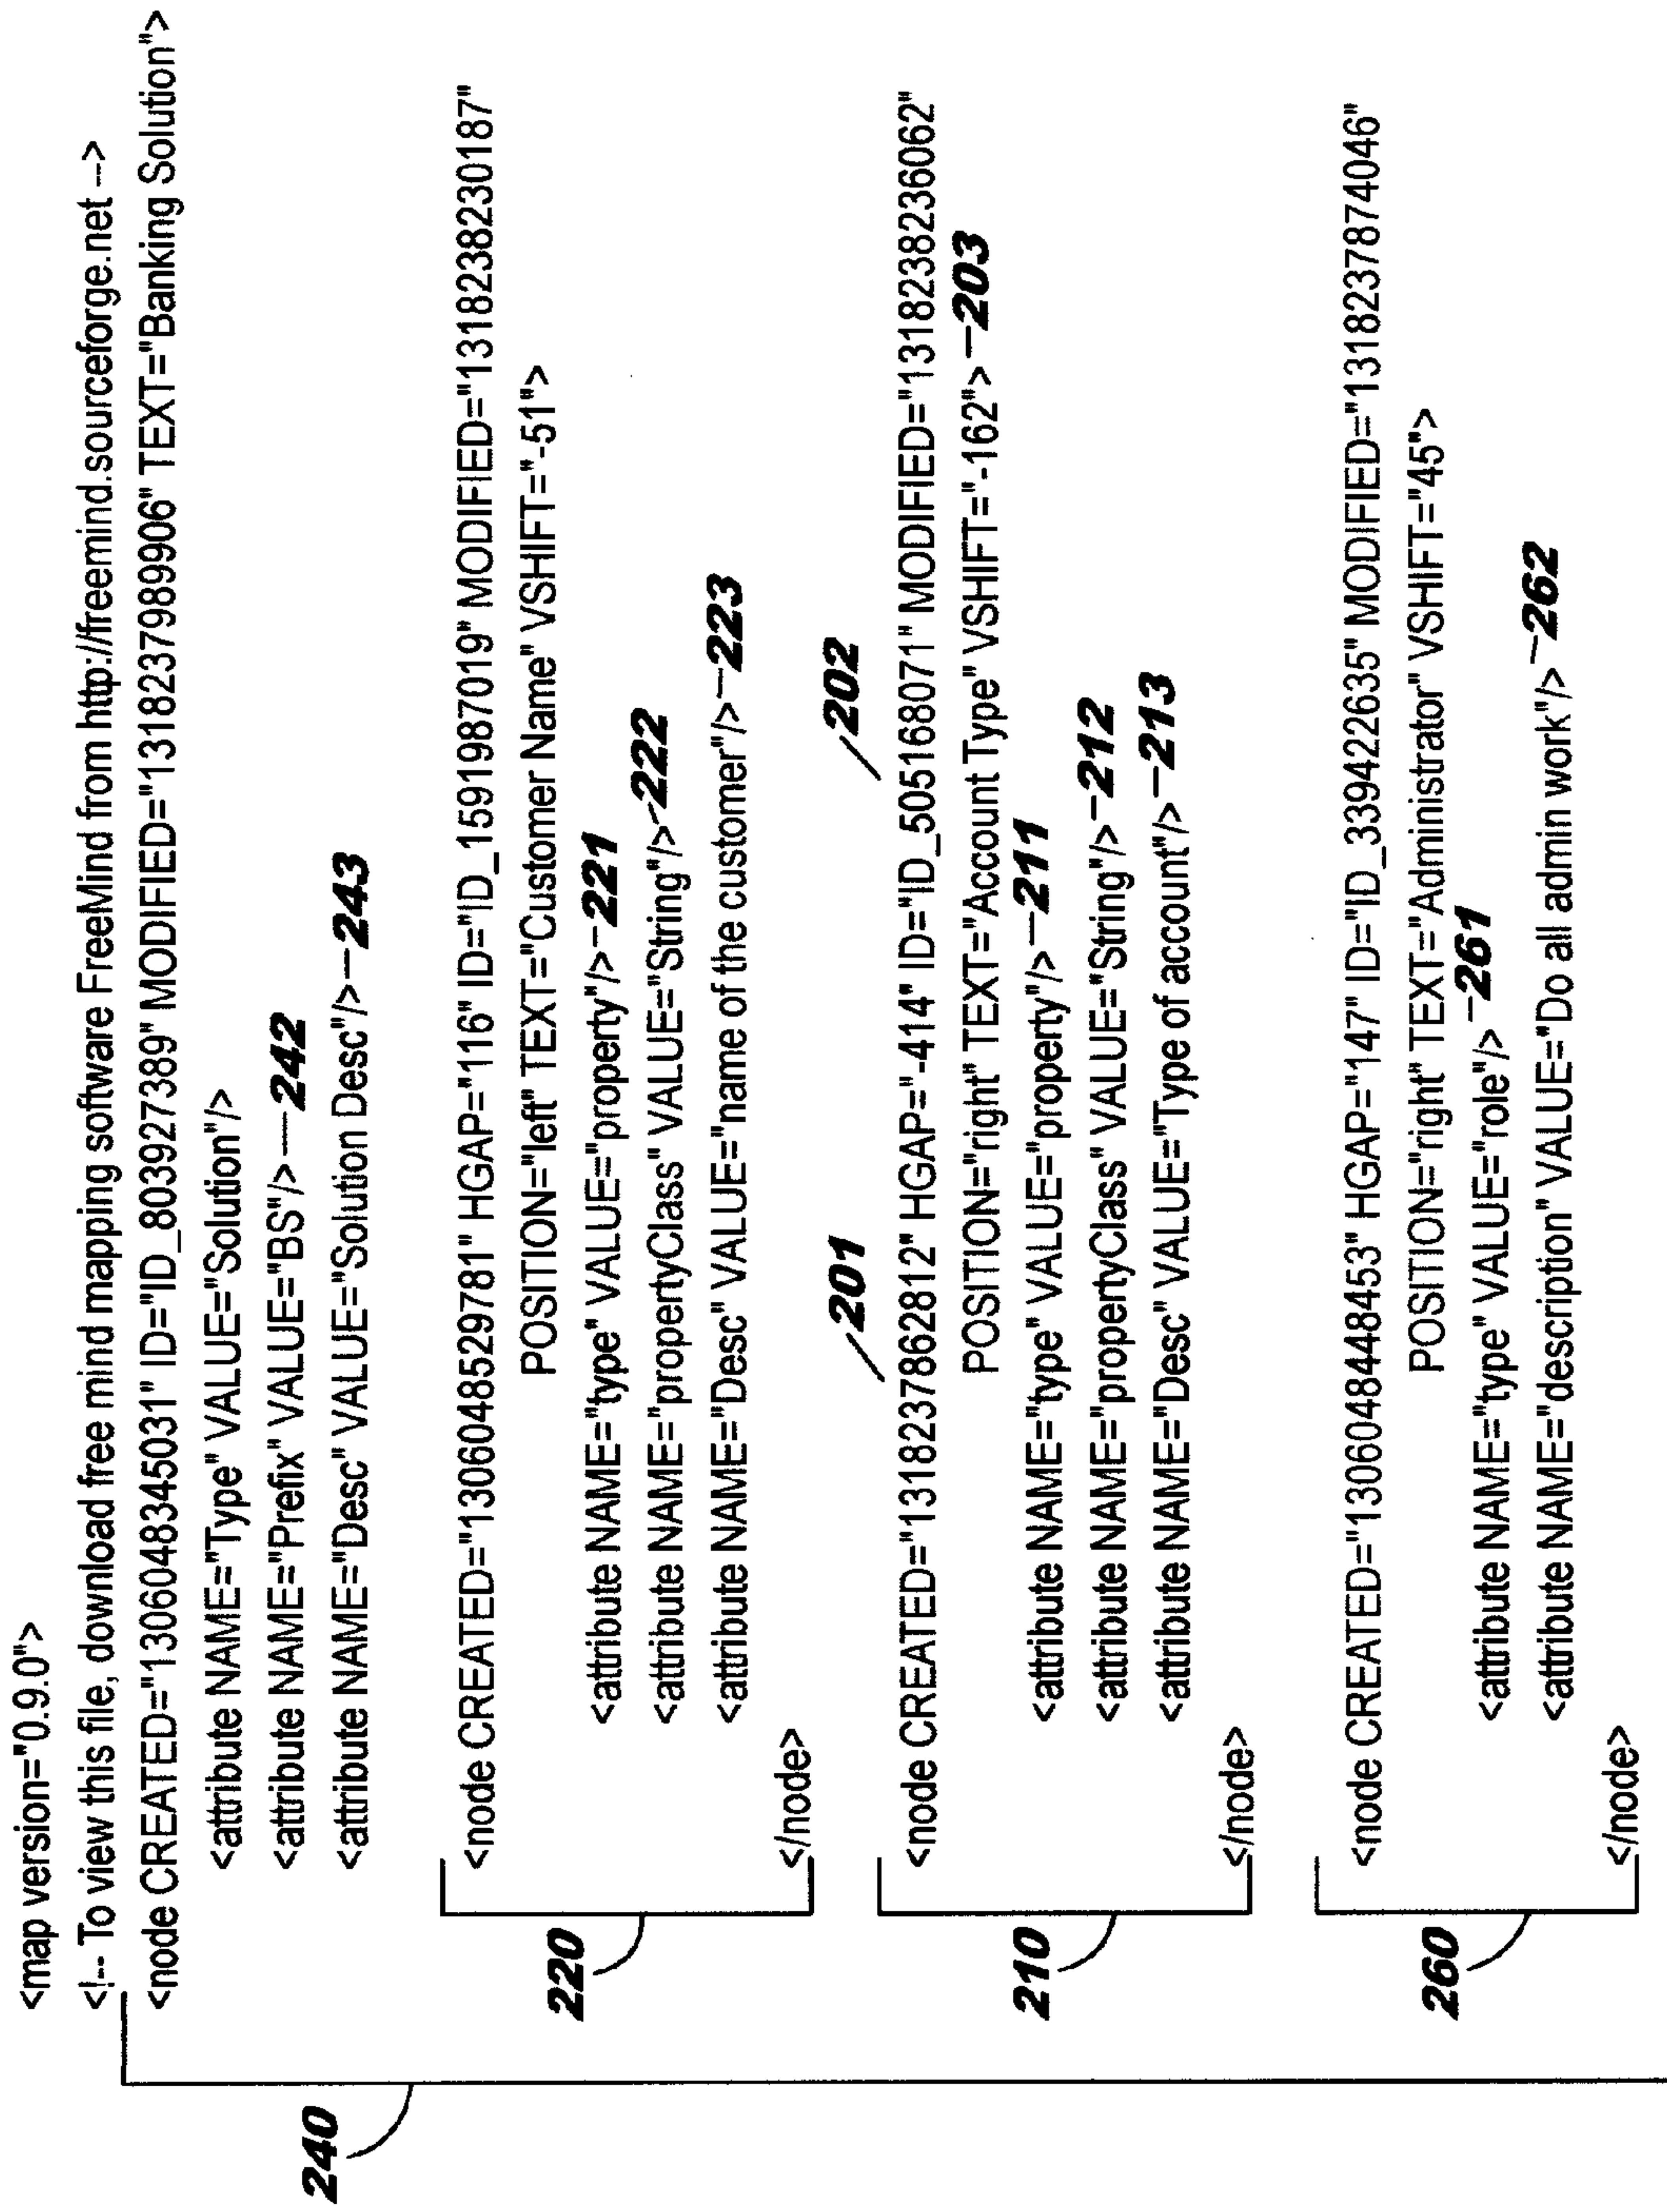 <map version="0.9.0">
<!-- To view this file, download free mind mapping software FreeMind from http://freemind.sourceforge.net -->
<node CREATED="1306048345031" ID="ID_803927389" MODIFIED="1318237989906" TEXT="Banking Solution">
<attribute NAME="Type" VALUE="Solution"/>
<attribute NAME="Prefix" VALUE="BS"/> 242
<attribute NAME="Desc" VALUE="Solution Desc"/> 243
<node CREATED="1306048529781" HGAP="116" ID="ID_1591987019" MODIFIED="1318238230187"
POSITION="left" TEXT="Customer Name" VSHIFT="-51">
<attribute NAME="type" VALUE="property"/> 221
<attribute NAME="propertyClass" VALUE="String"/> 222
<attribute NAME="Desc" VALUE="name of the customer"/> 223
</node>
220
201 202
<node CREATED="1318237862812" HGAP="-414" ID="ID_505168071" MODIFIED="1318238236062"
POSITION="right" TEXT="Account Type" VSHIFT="-162"> 203
<attribute NAME="type" VALUE="property"/> 211
<attribute NAME="propertyClass" VALUE="String"/> 212
<attribute NAME="Desc" VALUE="Type of account"/> 213
</node>
210
<node CREATED="1306048448453" HGAP="147" ID="ID_339422635" MODIFIED="1318237874046"
POSITION="right" TEXT="Administrator" VSHIFT="45">
<attribute NAME="type" VALUE="role"/> 261
<attribute NAME="description" VALUE="Do all admin work"/> 262
</node>
260
240